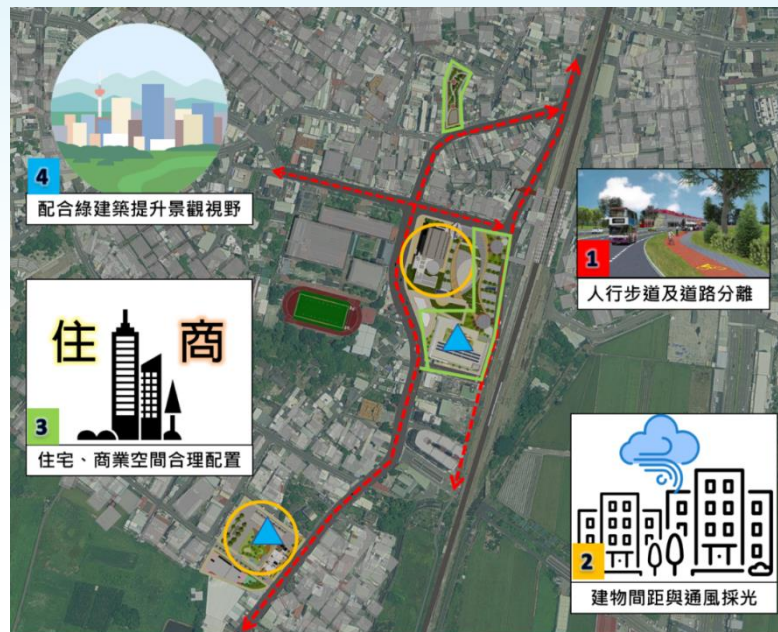 4
配合綠建築提升景觀視野
1
人行步道及道路分離
住 商
3
住宅、商業空間合理配置
2
建物間距與通風採光